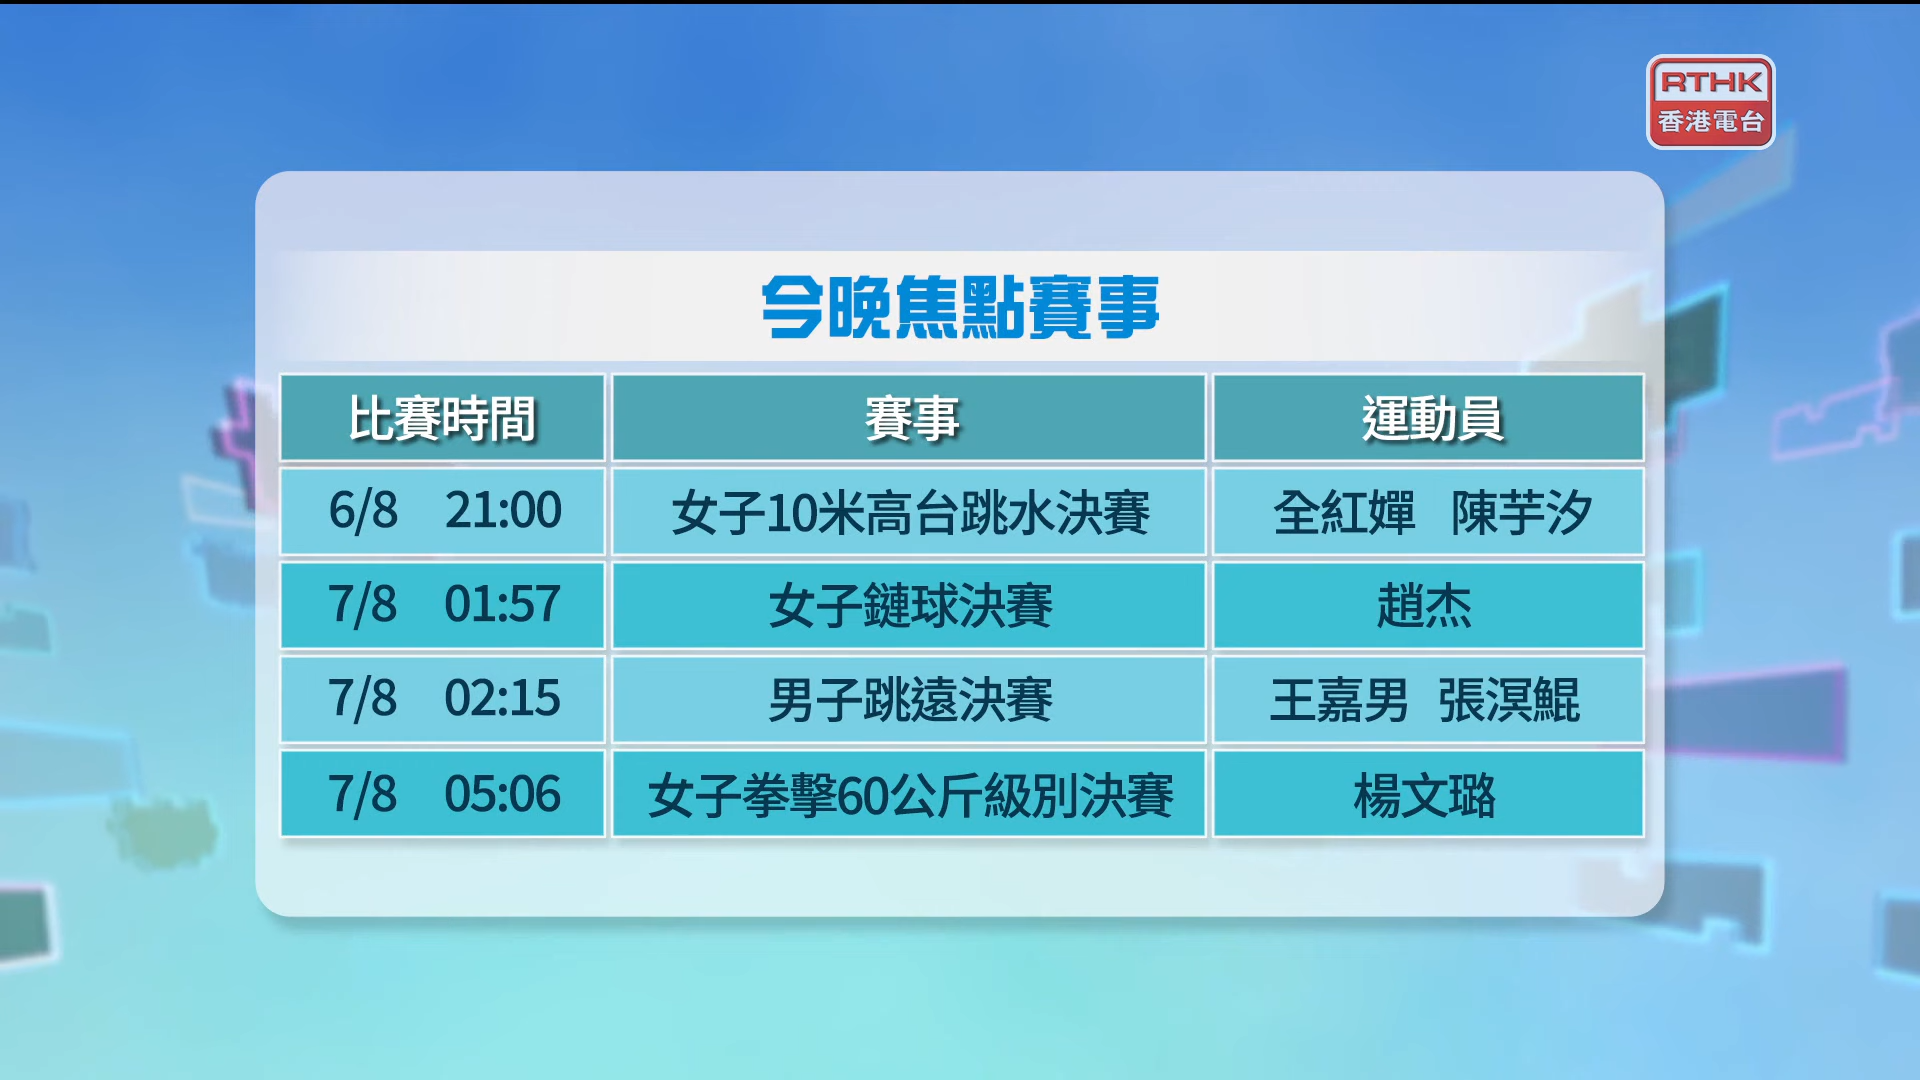 RTHK
香港電台
今晚焦點賽事
比賽時間 賽事 運動員
6/8 21:00 女子10米高台跳水決賽 全紅嬋 陳芋汐
7/8 01:57 女子鏈球決賽 趙杰
7/8 02:15 男子跳遠決賽 王嘉男 張溟鯤
7/8 05:06 女子拳擊60公斤級別決賽 楊文璐